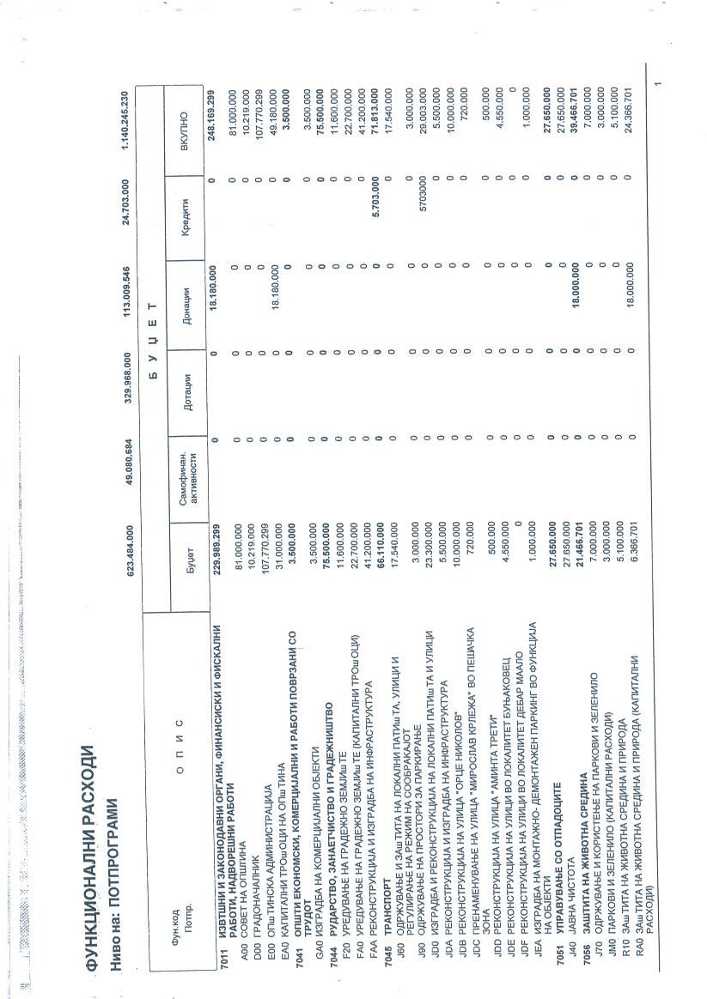 ФУНКЦИОНАЛНИ РАСХОДИ
Ниво на: ПОТПРОГРАМИ
623.484.000 49.080.684 329.968.000 113.009.546 24.703.000 1.140.245.230
Б У Џ Е Т
Фун.код Потпр. О П И С Буџет Самофинан. активности Дотации Донации Кредити ВКУПНО
7011 ИЗВТШНИ И ЗАКОНОДАВНИ ОРГАНИ, ФИНАНСИСКИ И ФИСКАЛНИ 229.989.299 0 0 18.180.000 0 248.169.299
РАБОТИ, НАДВОРЕШНИ РАБОТИ
A00 СОВЕТ НА ОПШТИНА 81.000.000 0 0 0 0 81.000.000
D00 ГРАДОНАЧАЛНИК 10.219.000 0 0 0 0 10.219.000
E00 ОПшТИНСКА АДМИНИСТРАЦИЈА 107.770.299 0 0 0 0 107.770.299
EA0 КАПИТАЛНИ ТРОшОЦИ НА ОПшТИНА 31.000.000 0 0 18.180.000 0 49.180.000
7041 ОПШТИ ЕКОНОМСКИ, КОМЕРЦИЈАЛНИ И РАБОТИ ПОВРЗАНИ СО 3.500.000 0 0 0 0 3.500.000
ТРУДОТ
GA0 ИЗГРАДБА НА КОМЕРЦИЈАЛНИ ОБЈЕКТИ 3.500.000 0 0 0 0 3.500.000
7044 РУДАРСТВО, ЗАНАЕТЧИСТВО И ГРАДЕЖНИШТВО 75.500.000 0 0 0 0 75.500.000
F20 УРЕДУВАЊЕ НА ГРАДЕЖНО ЗЕМЈИшТЕ 11.600.000 0 0 0 0 11.600.000
FA0 УРЕДУВАЊЕ НА ГРАДЕЖНО ЗЕМЈИшТЕ (КАПИТАЛНИ ТРОшОЦИ) 22.700.000 0 0 0 0 22.700.000
FAA РЕКОНСТРУКЦИЈА И ИЗГРАДБА НА ИНФРАСТРУКТУРА 41.200.000 0 0 0 0 41.200.000
7045 ТРАНСПОРТ 66.110.000 0 0 0 5.703.000 71.813.000
J60 ОДРЖУВАЊЕ И ЗАшТИТА НА ЛОКАЛНИ ПАТИшТА, УЛИЦИ И 17.540.000 0 0 0 0 17.540.000
РЕГУЛИРАЊЕ НА РЕЖИМ НА СООБРАКАЈОТ
J90 ОДРЖУВАЊЕ НА ПРОСТОРИ ЗА ПАРКИРАЊЕ 3.000.000 0 0 0 0 3.000.000
JD0 ИЗГРАДБА И РЕКОНСТРУКЦИЈА НА ЛОКАЛНИ ПАТИшТА И УЛИЦИ 23.300.000 0 0 0 5703000 29.003.000
JDA РЕКОНСТРУКЦИЈА И ИЗГРАДБА НА ИНФРАСТРУКТУРА 5.500.000 0 0 0 0 5.500.000
JDB РЕКОНСТРУКЦИЈА НА УЛИЦА "ОРЦЕ НИКОЛОВ" 10.000.000 0 0 0 0 10.000.000
JDC ПРЕНАМЕНУВАЊЕ НА УЛИЦА "МИРОСЛАВ КРЛЕЖА" ВО ПЕШАЧКА 720.000 0 0 0 0 720.000
ЗОНА
JDD РЕКОНСТРУКЦИЈА НА УЛИЦА "АМИНТА ТРЕТИ" 500.000 0 0 0 0 500.000
JDE РЕКОНСТРУКЦИЈА НА УЛИЦИ ВО ЛОКАЛИТЕТ БУЊАКОВЕЦ 4.550.000 0 0 0 0 4.550.000
JDF РЕКОНСТРУКЦИЈА НА УЛИЦИ ВО ЛОКАЛИТЕТ ДЕБАР МААЛО 0 0 0 0 0 0
JEA ИЗГРАДБА НА МОНТАЖНО- ДЕМОНТАЖЕН ПАРКИНГ ВО ФУНКЦИЈА 1.000.000 0 0 0 0 1.000.000
НА ОБЈЕКТИ
7051 УПРАВУВАЊЕ СО ОТПАДОЦИТЕ 27.650.000 0 0 0 0 27.650.000
J40 ЈАВНА ЧИСТОТА 27.650.000 0 0 0 0 27.650.000
7056 ЗАШТИТА НА ЖИВОТНА СРЕДИНА 21.466.701 0 0 18.000.000 0 39.466.701
J70 ОДРЖУВАЊЕ И КОРИСТЕЊЕ НА ПАРКОВИ И ЗЕЛЕНИЛО 7.000.000 0 0 0 0 7.000.000
JM0 ПАРКОВИ И ЗЕЛЕНИЛО (КАПИТАЛНИ РАСХОДИ) 3.000.000 0 0 0 0 3.000.000
R10 ЗАшТИТА НА ЖИВОТНА СРЕДИНА И ПРИРОДА 5.100.000 0 0 0 0 5.100.000
RA0 ЗАшТИТА НА ЖИВОТНА СРЕДИНА И ПРИРОДА (КАПИТАЛНИ 6.366.701 0 0 18.000.000 0 24.366.701
РАСХОДИ)
1